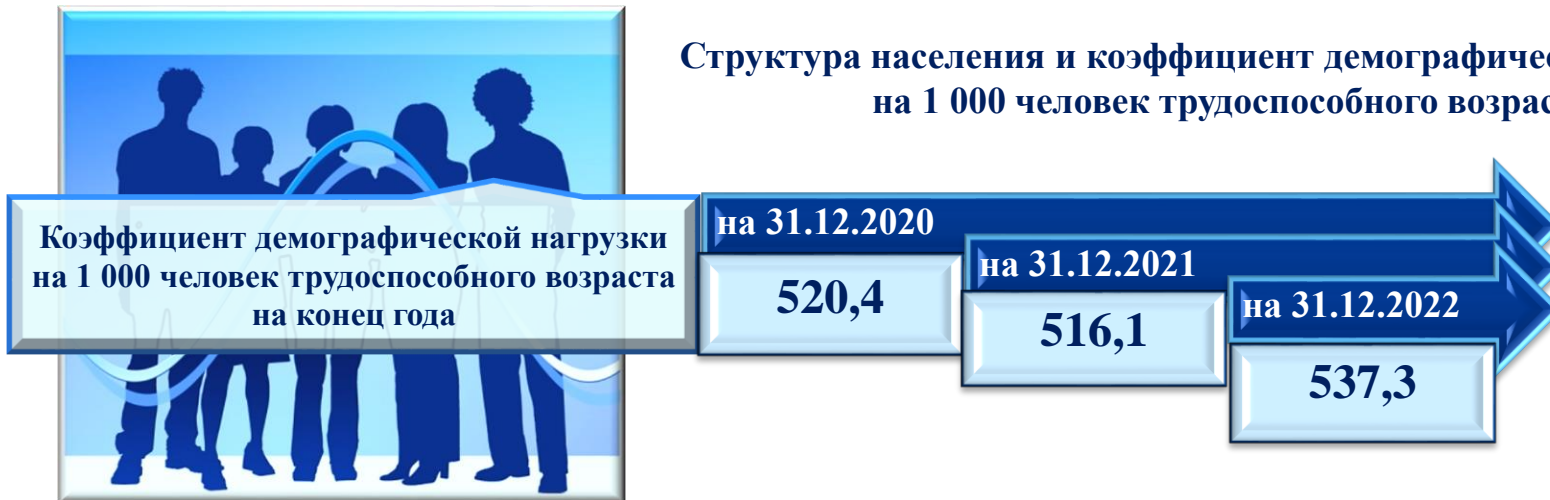 Структура населения и коэффициент
на 1 000 человек трудоспособного
Коэффициент демографической нагрузки
на 1 000 человек трудоспособного возраста
на конец года
на 31.12.2020
520,4
на 31.12.2021
516,1
на 31.12.2022
537,3